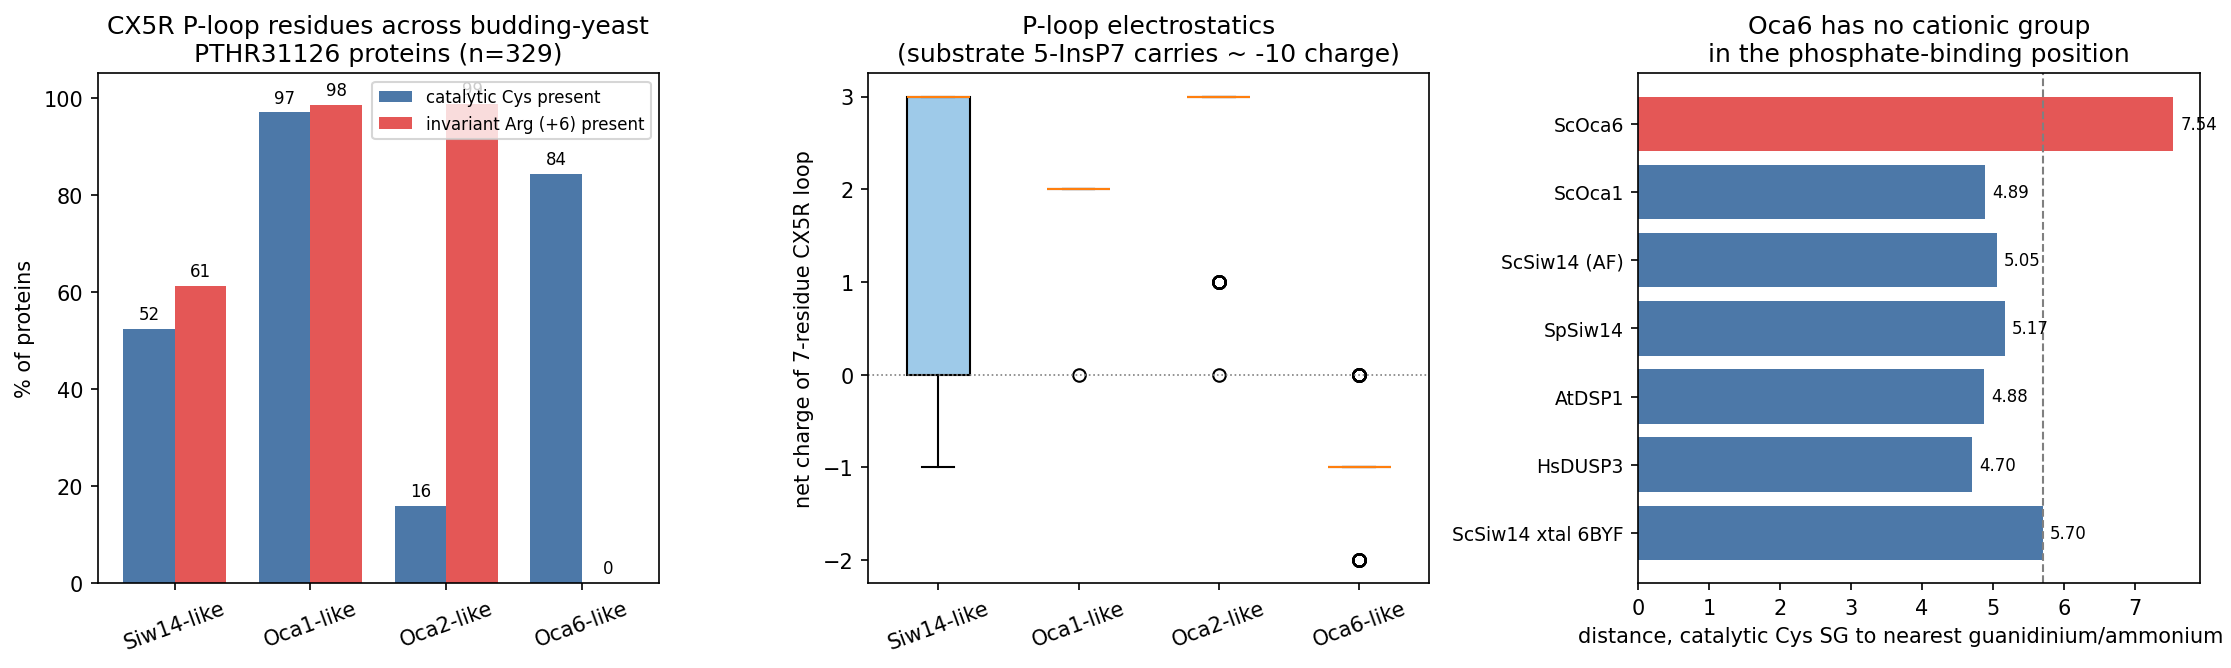 CX5R P-loop residues across budding-yeast
PTHR31126 proteins (n=329)
% of proteins
100
80
60
40
20
0
catalytic Cys present
invariant Arg (+6) present
52
61
97
98
16
99
84
0
Siw14-like
Oca1-like
Oca2-like
Oca6-like
P-loop electrostatics
(substrate 5-InsP7 carries ~ -10 charge)
net charge of 7-residue CX5R loop
3
2
1
0
−1
−2
Siw14-like
Oca1-like
Oca2-like
Oca6-like
Oca6 has no cationic group
in the phosphate-binding position
ScOca6
7.54
ScOca1
4.89
ScSiw14 (AF)
5.05
SpSiw14
5.17
AtDSP1
4.88
HsDUSP3
4.70
ScSiw14 xtal 6BYF
5.70
0 1 2 3 4 5 6 7
distance, catalytic Cys SG to nearest guanidinium/ammonium